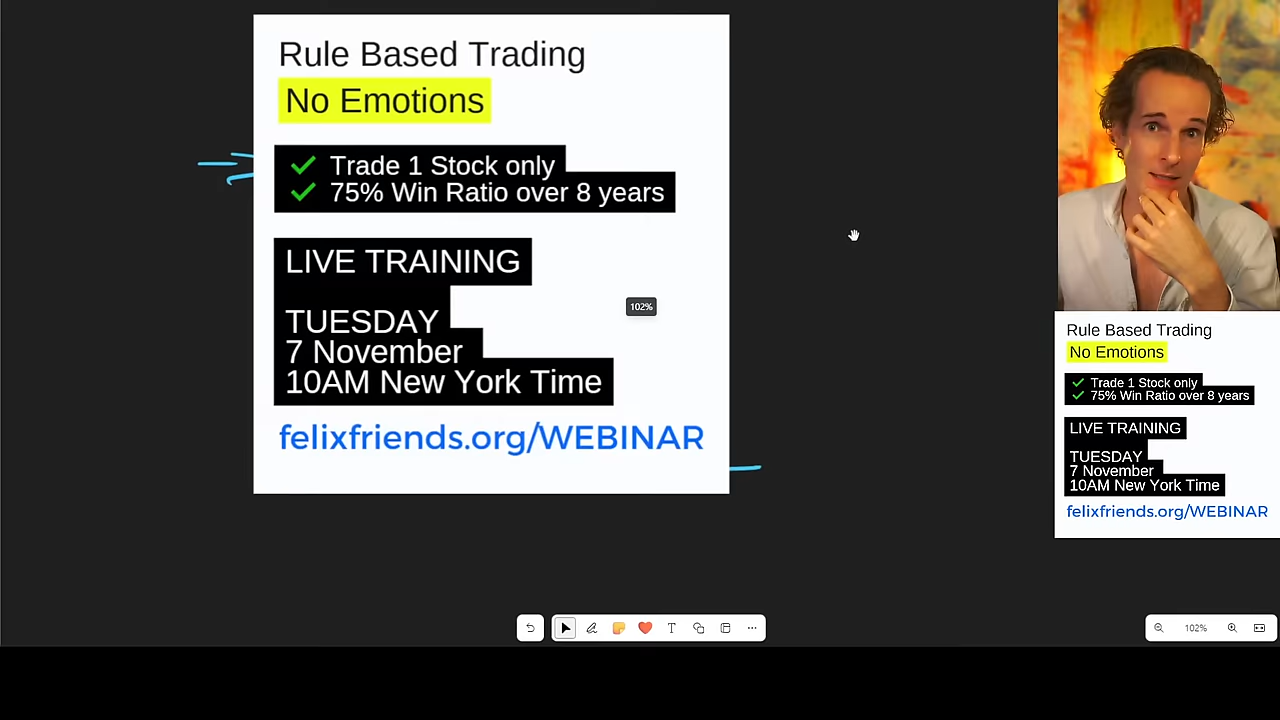 Rule Based Trading
No Emotions
Trade 1 Stock only
75% Win Ratio over 8 years
LIVE TRAINING
TUESDAY
7 November
10AM New York Time
felixfriends.org/WEBINAR
102%
Rule Based Trading
No Emotions
Trade 1 Stock only
75% Win Ratio over 8 years
LIVE TRAINING
TUESDAY
7 November
10AM New York Time
felixfriends.org/WEBINAR
T
102%